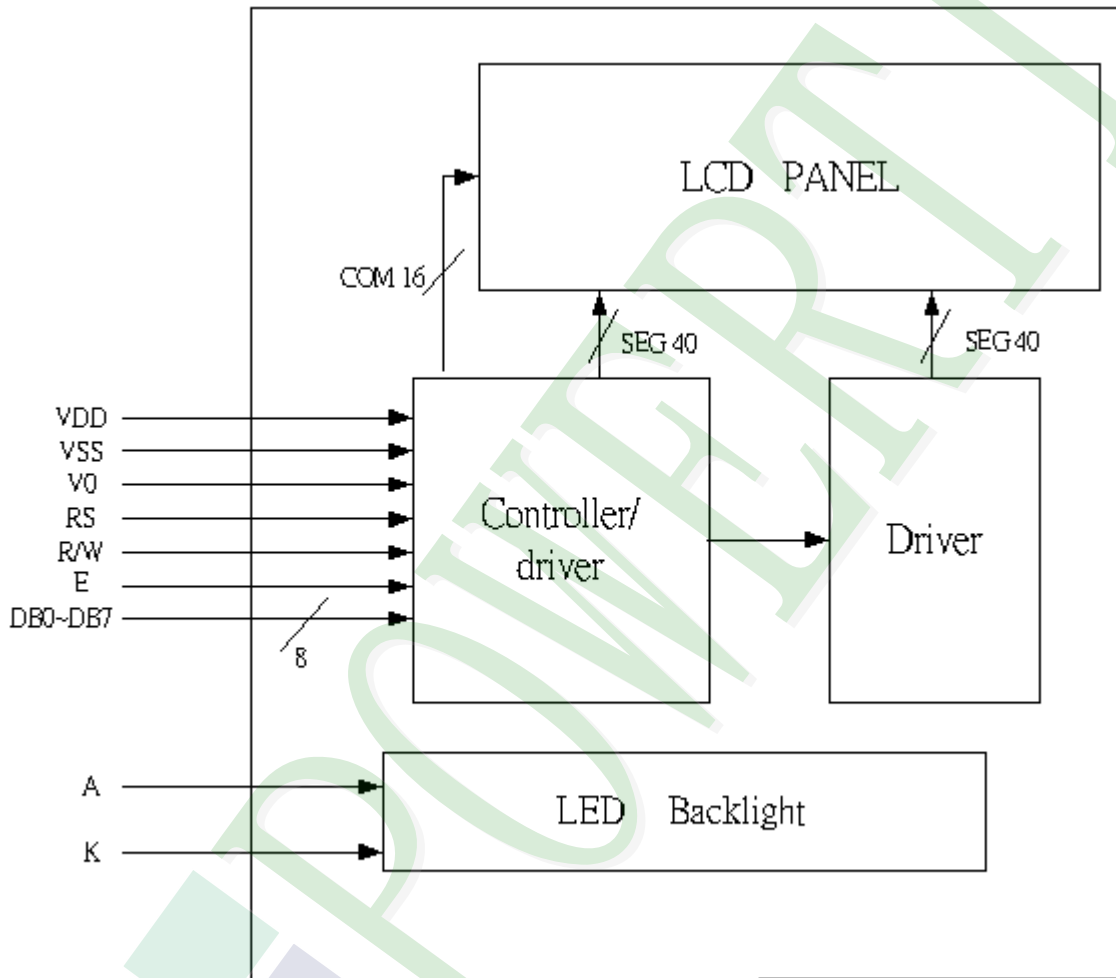 LCD PANEL
COM 16
SEG 40
SEG 40
VDD
VSS
V0
RS
R/W
E
DB0~DB7
8
Controller/
driver
Driver
A
K
LED Backlight
POWERT